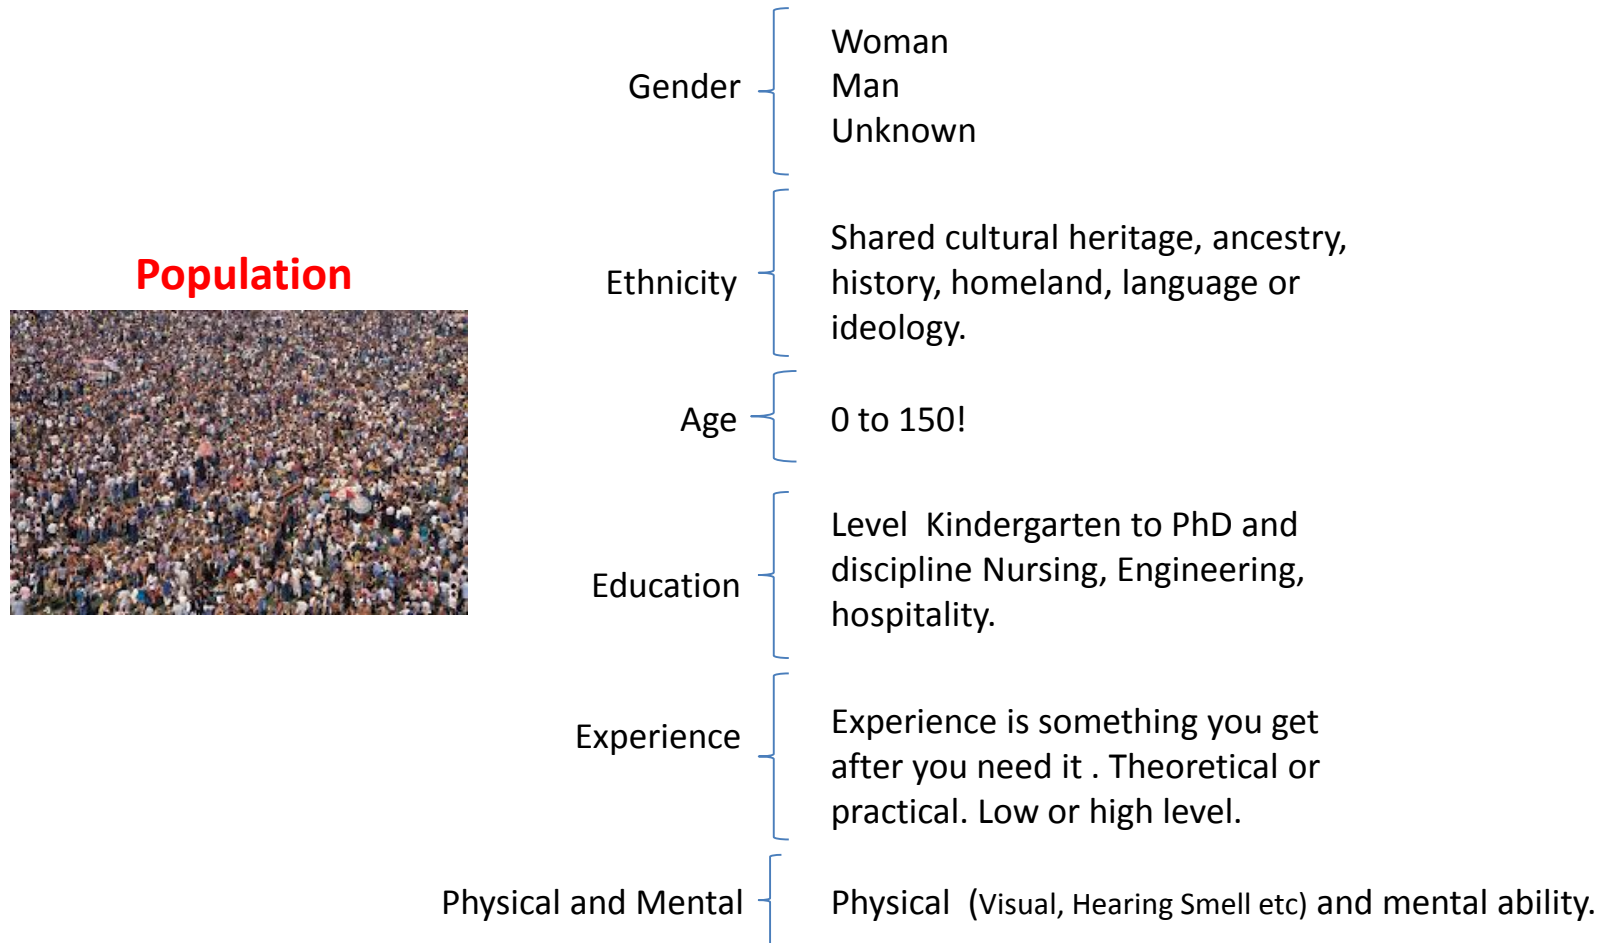 Population
Gender
Woman
Man
Unknown
Ethnicity
Shared cultural heritage, ancestry,
history, homeland, language or
ideology.
Age
0 to 150!
Education
Level  Kindergarten to PhD and
discipline Nursing, Engineering,
hospitality.
Experience
Experience is something you get
after you need it . Theoretical or
practical. Low or high level.
Physical and Mental
Physical  (Visual, Hearing Smell etc) and mental ability.